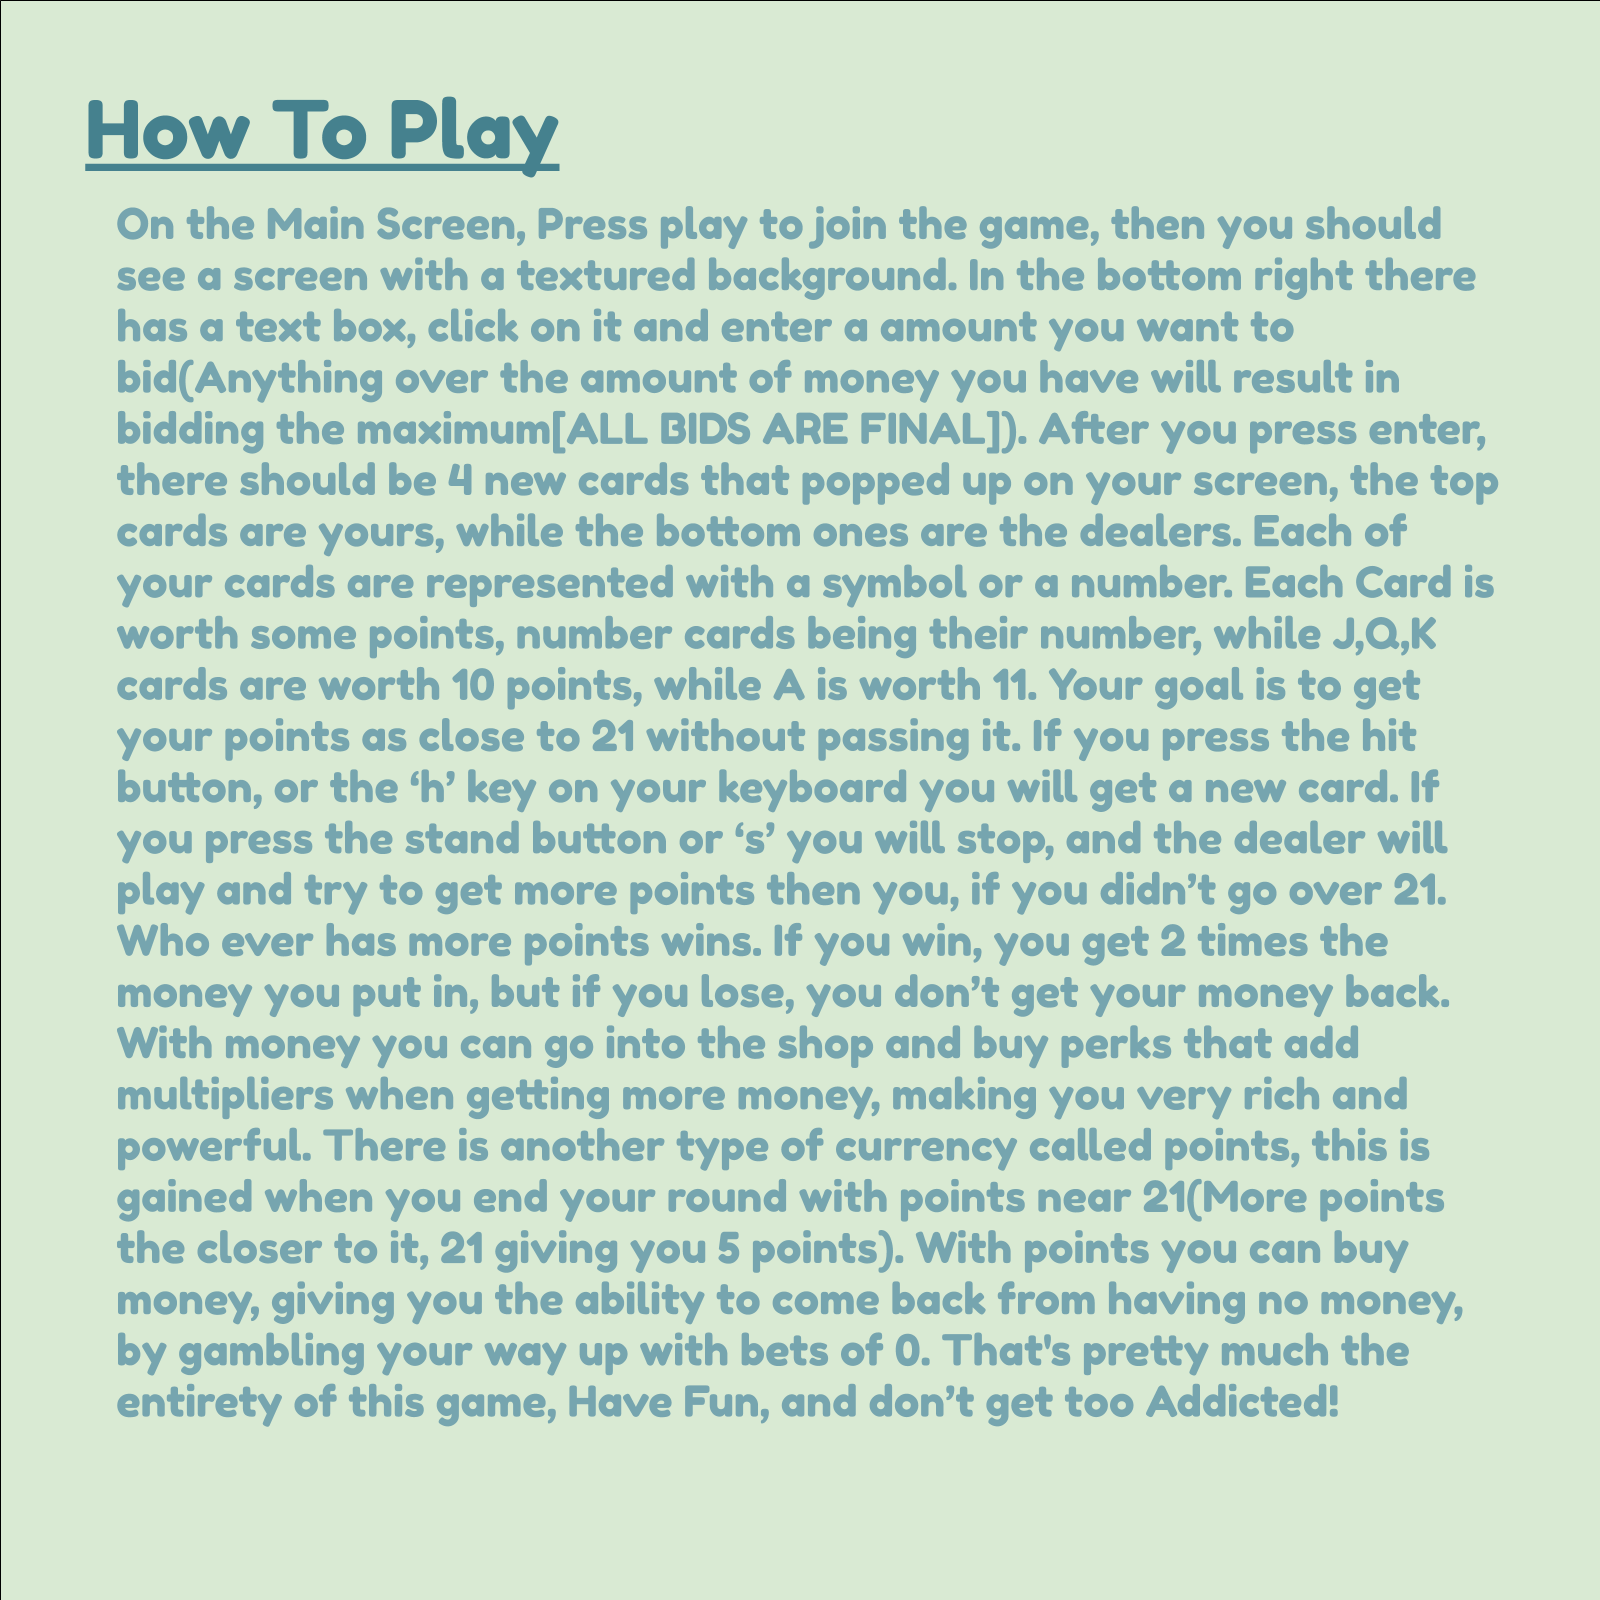 How To Play
On the Main Screen, Press play to join the game, then you should
see a screen with a textured background. In the bottom right there
has a text box, click on it and enter a amount you want to
bid(Anything over the amount of money you have will result in
bidding the maximum[ALL BIDS ARE FINAL]). After you press enter,
there should be 4 new cards that popped up on your screen, the top
cards are yours, while the bottom ones are the dealers. Each of
your cards are represented with a symbol or a number. Each Card is
worth some points, number cards being their number, while J,Q,K
cards are worth 10 points, while A is worth 11. Your goal is to get
your points as close to 21 without passing it. If you press the hit
button, or the ‘h’ key on your keyboard you will get a new card. If
you press the stand button or ‘s’ you will stop, and the dealer will
play and try to get more points then you, if you didn’t go over 21.
Who ever has more points wins. If you win, you get 2 times the
money you put in, but if you lose, you don’t get your money back.
With money you can go into the shop and buy perks that add
multipliers when getting more money, making you very rich and
powerful. There is another type of currency called points, this is
gained when you end your round with points near 21(More points
the closer to it, 21 giving you 5 points). With points you can buy
money, giving you the ability to come back from having no money,
by gambling your way up with bets of 0. That's pretty much the
entirety of this game, Have Fun, and don’t get too Addicted!